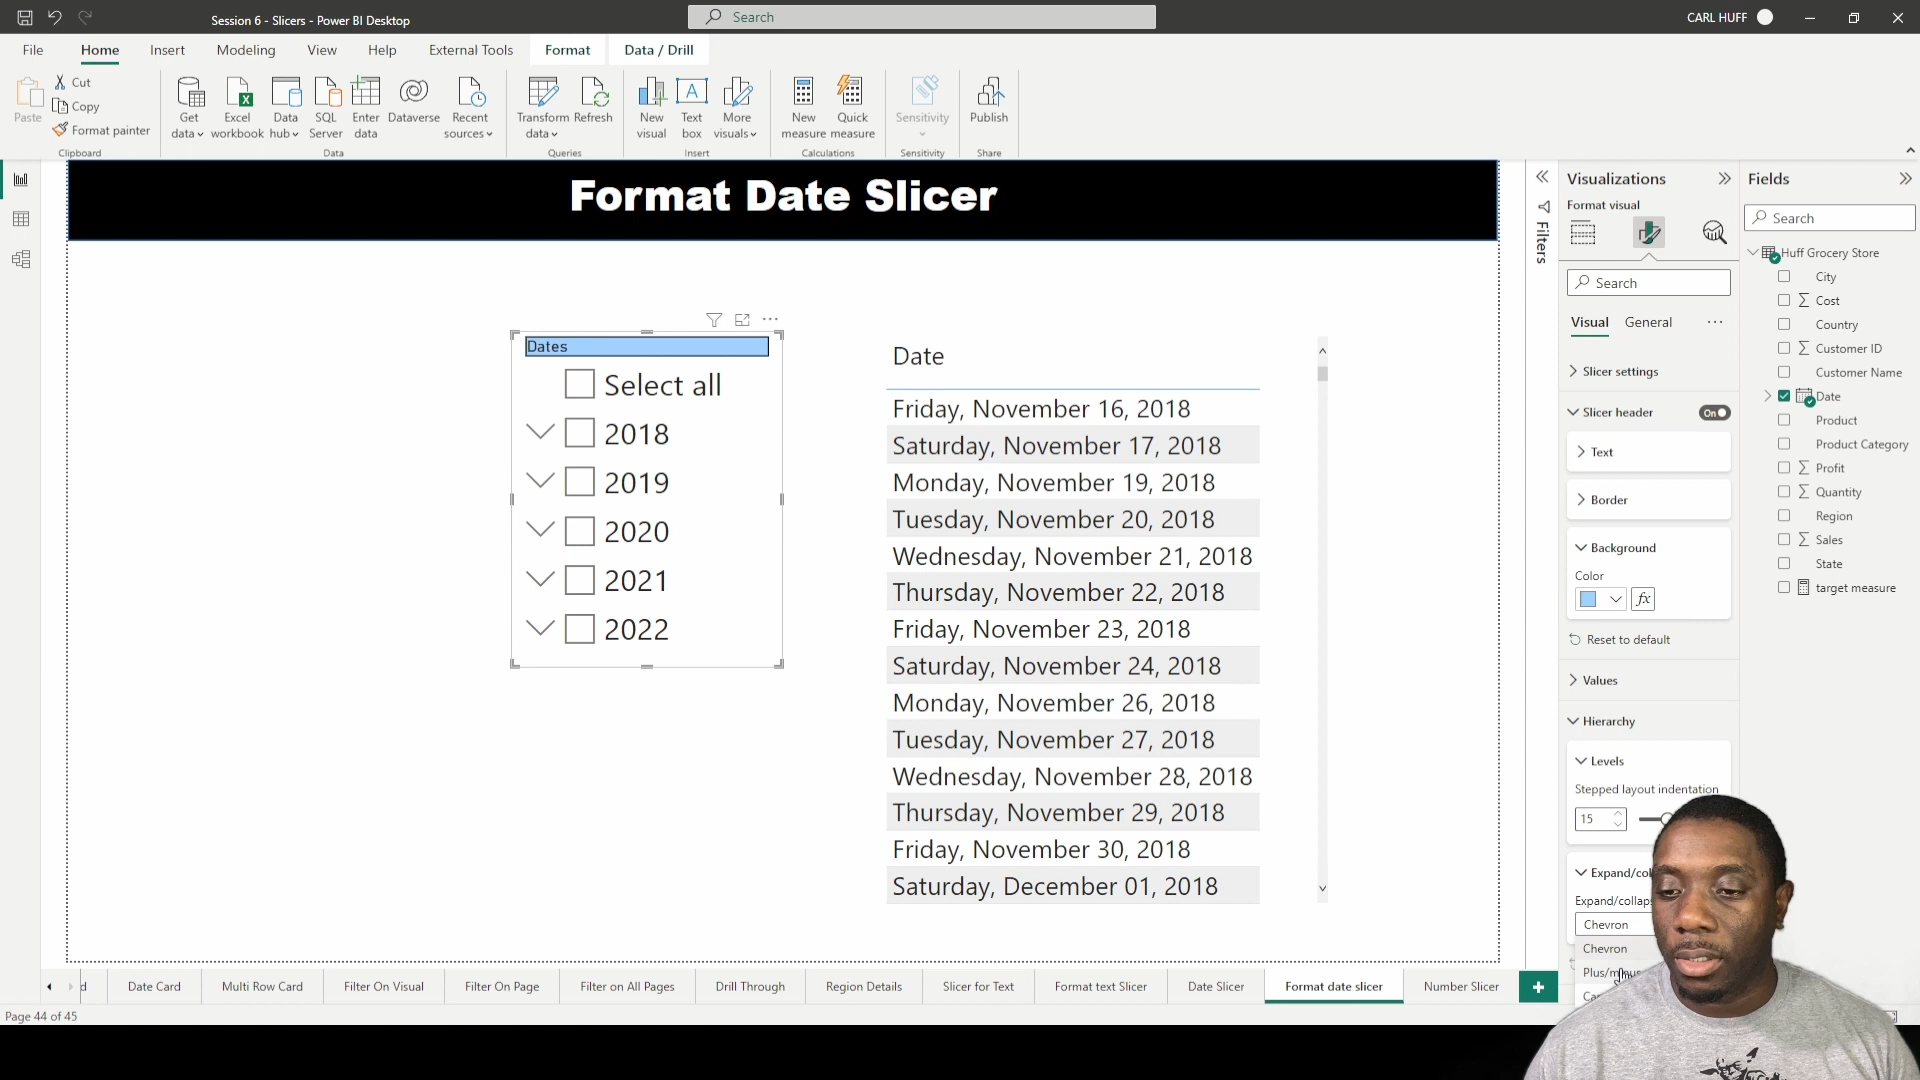 Session 6 - Slicers - Power BI Desktop
Search
CARL HUFF
File
Home
Insert
Modeling
View
Help
External Tools
Format
Data / Drill
Paste
Cut
Copy
Format painter
Clipboard
Get data
Excel workbook
Data hub
SQL Server
Enter data
Dataverse
Recent sources
Data
Transform data
Refresh
Queries
New visual
Text box
More visuals
Insert
New measure
Quick measure
Calculations
Sensitivity
Sensitivity
Publish
Share
Format Date Slicer
Dates
Select all
2018
2019
2020
2021
2022
Date
Friday, November 16, 2018
Saturday, November 17, 2018
Monday, November 19, 2018
Tuesday, November 20, 2018
Wednesday, November 21, 2018
Thursday, November 22, 2018
Friday, November 23, 2018
Saturday, November 24, 2018
Monday, November 26, 2018
Tuesday, November 27, 2018
Wednesday, November 28, 2018
Thursday, November 29, 2018
Friday, November 30, 2018
Saturday, December 01, 2018
Filters
Visualizations
Format visual
Search
Visual
General
Slicer settings
Slicer header
On
Text
Border
Background
Color
fx
Reset to default
Values
Hierarchy
Levels
Stepped layout indentation
15
Chevron
Chevron
Fields
Search
Huff Grocery Store
City
Cost
Country
Customer ID
Customer Name
Date
Product
Product Category
Profit
Quantity
Region
Sales
State
target measure
d
Date Card
Multi Row Card
Filter On Visual
Filter On Page
Filter on All Pages
Drill Through
Region Details
Slicer for Text
Format text Slicer
Date Slicer
Format date slicer
Number Slicer
Page 44 of 45